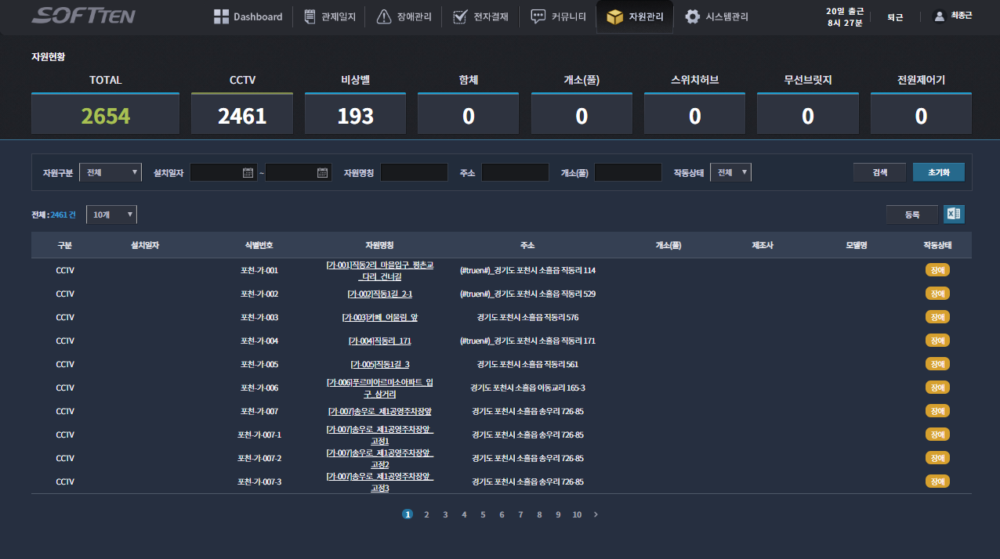 SOFTTEN Dashboard 관제일지 장애관리 전자결재 커뮤니티 자원관리 시스템관리 20일 출근 퇴근 최종근
8시 27분
자원현황
TOTAL CCTV 비상벨 함체 개소(폴) 스위치허브 무선브릿지 전원제어기
2654 2461 193 0 0 0 0 0
자원구분 전체 설치일자 ~ 자원명칭 주소 개소(폴) 작동상태 전체 검색 초기화
전체 : 2461 건 10개 등록
구분 설치일자 식별번호 자원명칭 주소 개소(폴) 제조사 모델명 작동상태
CCTV 포천-가-001 [가-001]직동2리_마을입구_평촌교 (#truen#)_경기도 포천시 소흘읍 직동리 114 장애
_다리_건너길
CCTV 포천-가-002 [가-002]직동1길_2-1 (#truen#)_경기도 포천시 소흘읍 직동리 529 장애
CCTV 포천-가-003 [가-003]카페_어울림_앞 경기도 포천시 소흘읍 직동리 576 장애
CCTV 포천-가-004 [가-004]직동리_171 (#truen#)_경기도 포천시 소흘읍 직동리 171 장애
CCTV 포천-가-005 [가-005]직동1길_3 경기도 포천시 소흘읍 직동리 561 장애
CCTV 포천-가-006 [가-006]푸르미아르미소아파트_입 경기도 포천시 소흘읍 이동교리 165-3 장애
구_삼거리
CCTV 포천-가-007 [가-007]송우로_제1공영주차장앞 경기도 포천시 소흘읍 송우리 726-85 장애
CCTV 포천-가-007-1 [가-007]송우로_제1공영주차장앞_ 경기도 포천시 소흘읍 송우리 726-85 장애
고정1
CCTV 포천-가-007-2 [가-007]송우로_제1공영주차장앞_ 경기도 포천시 소흘읍 송우리 726-85 장애
고정2
CCTV 포천-가-007-3 [가-007]송우로_제1공영주차장앞_ 경기도 포천시 소흘읍 송우리 726-85 장애
고정3
1 2 3 4 5 6 7 8 9 10 >